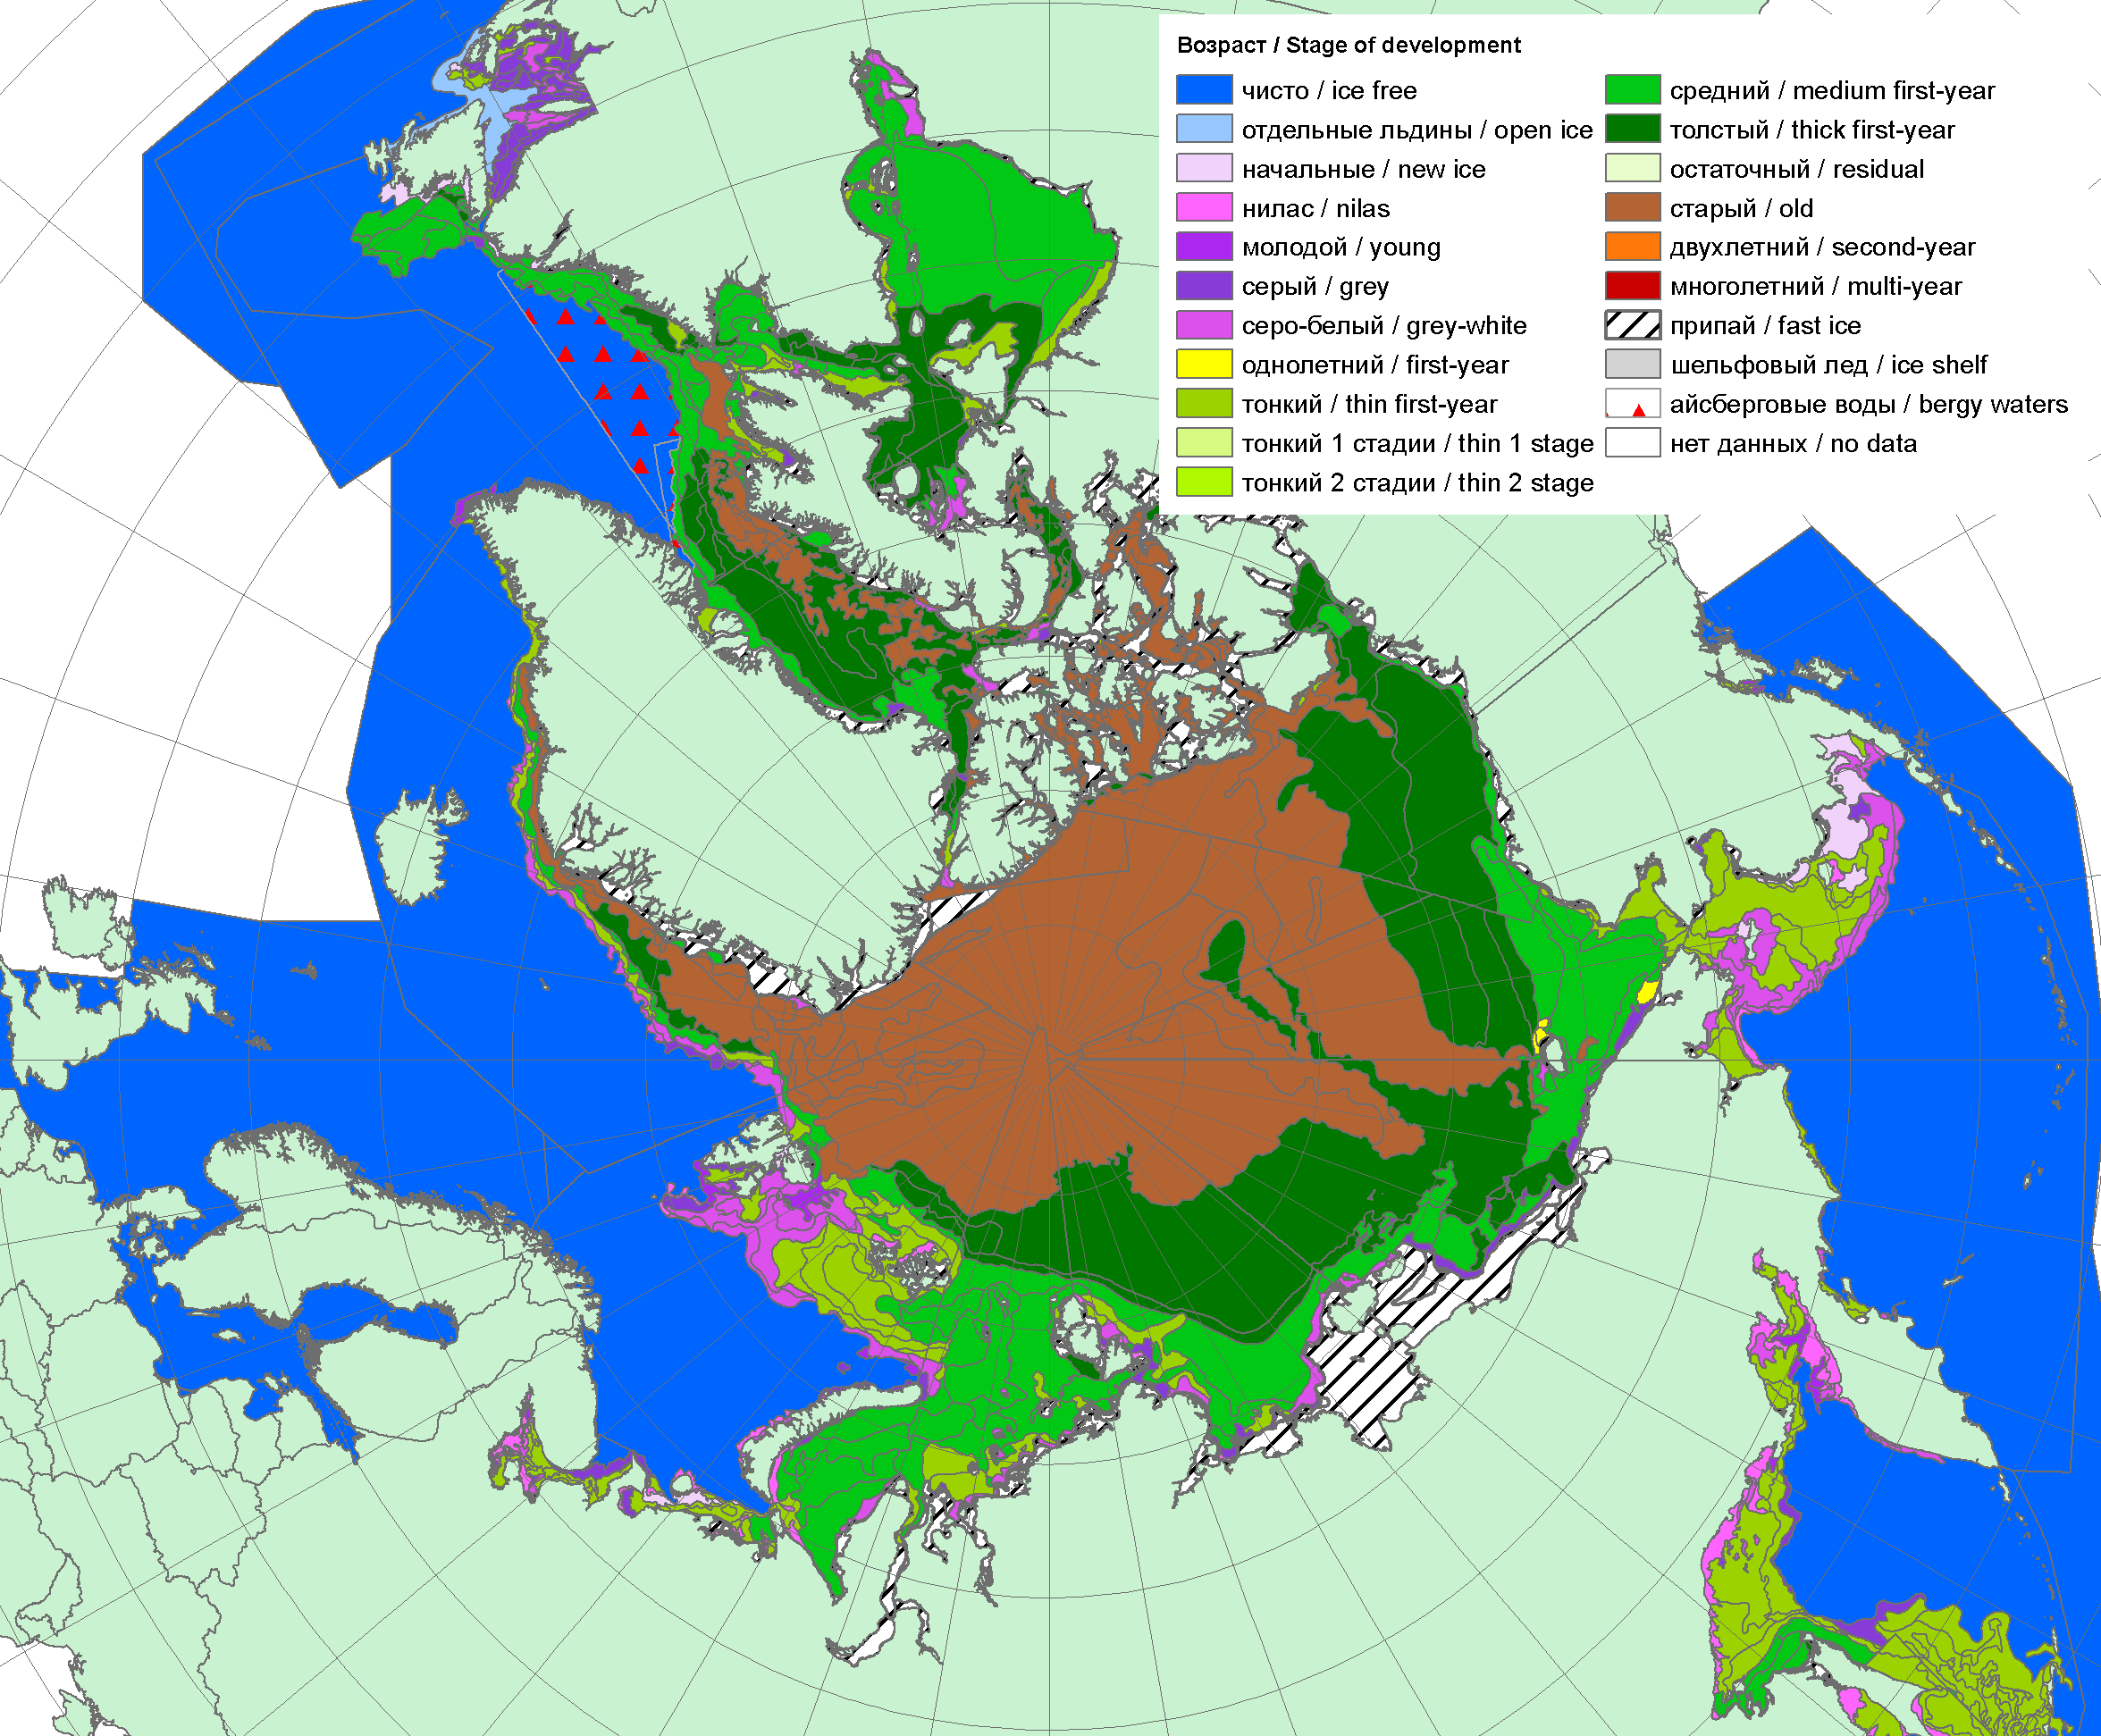 Возраст / Stage of development
чисто / ice free
отдельные льдины / open ice
начальные / new ice
нилас / nilas
молодой / young
серый / grey
серо-белый / grey-white
однолетний / first-year
тонкий / thin first-year
тонкий 1 стадии / thin 1 stage
тонкий 2 стадии / thin 2 stage
средний / medium first-year
толстый / thick first-year
остаточный / residual
старый / old
двухлетний / second-year
многолетний / multi-year
припай / fast ice
шельфовый лед / ice shelf
айсберговые воды / bergy waters
нет данных / no data